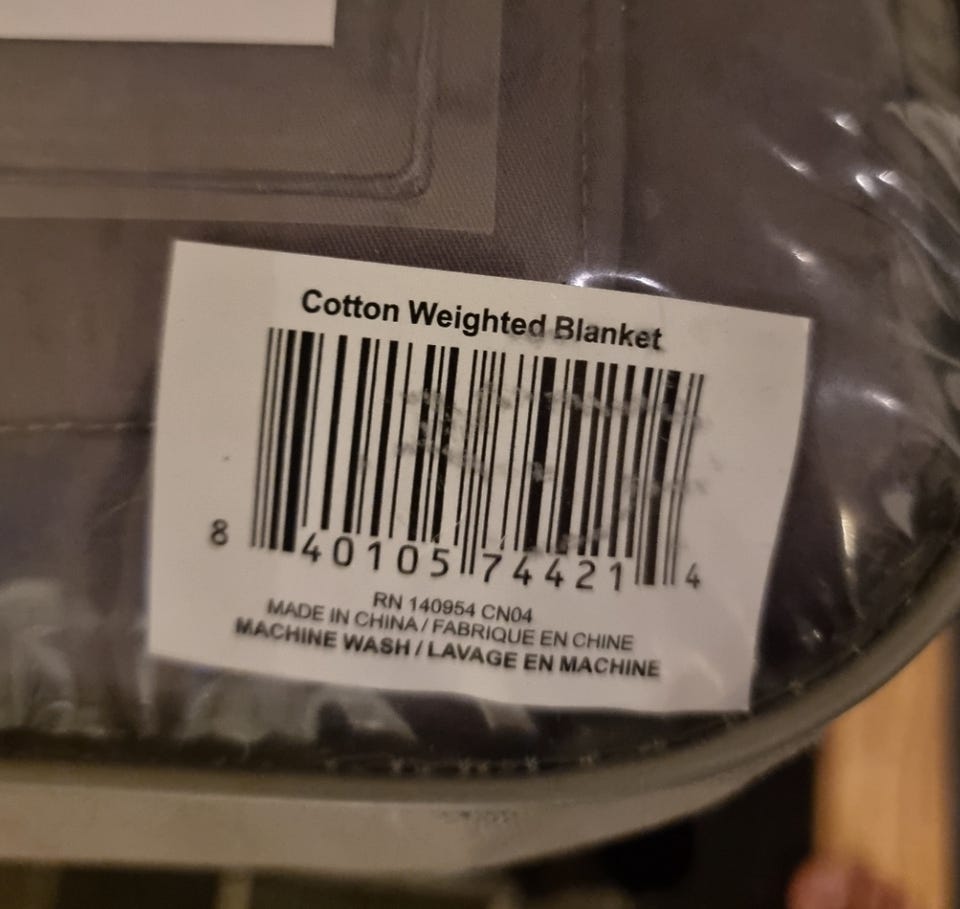 Cotton Weighted Blanket
8 40105 74421 4
RN 140954 CN04
MADE IN CHINA / FABRIQUE EN CHINE
MACHINE WASH / LAVAGE EN MACHINE